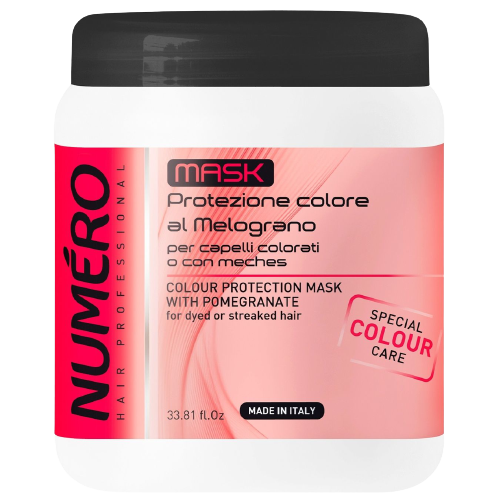 NUMÉRO
HAIR PROFESSIONAL
MASK
Protezione colore
al Melograno
per capelli colorati
o con meches
COLOUR PROTECTION MASK
WITH POMEGRANATE
for dyed or streaked hair
SPECIAL
COLOUR
CARE
33.81 fl.Oz
MADE IN ITALY